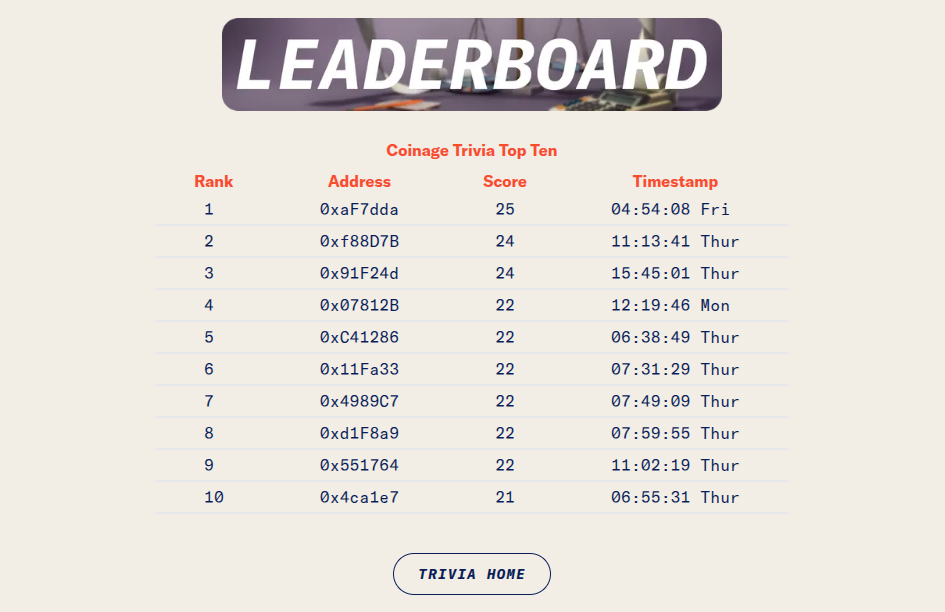 LEADERBOARD
Coinage Trivia Top Ten
Rank Address Score Timestamp
1 0xaF7dda 25 04:54:08 Fri
2 0xf88D7B 24 11:13:41 Thur
3 0x91F24d 24 15:45:01 Thur
4 0x07812B 22 12:19:46 Mon
5 0xC41286 22 06:38:49 Thur
6 0x11Fa33 22 07:31:29 Thur
7 0x4989C7 22 07:49:09 Thur
8 0xd1F8a9 22 07:59:55 Thur
9 0x551764 22 11:02:19 Thur
10 0x4ca1e7 21 06:55:31 Thur
TRIVIA HOME